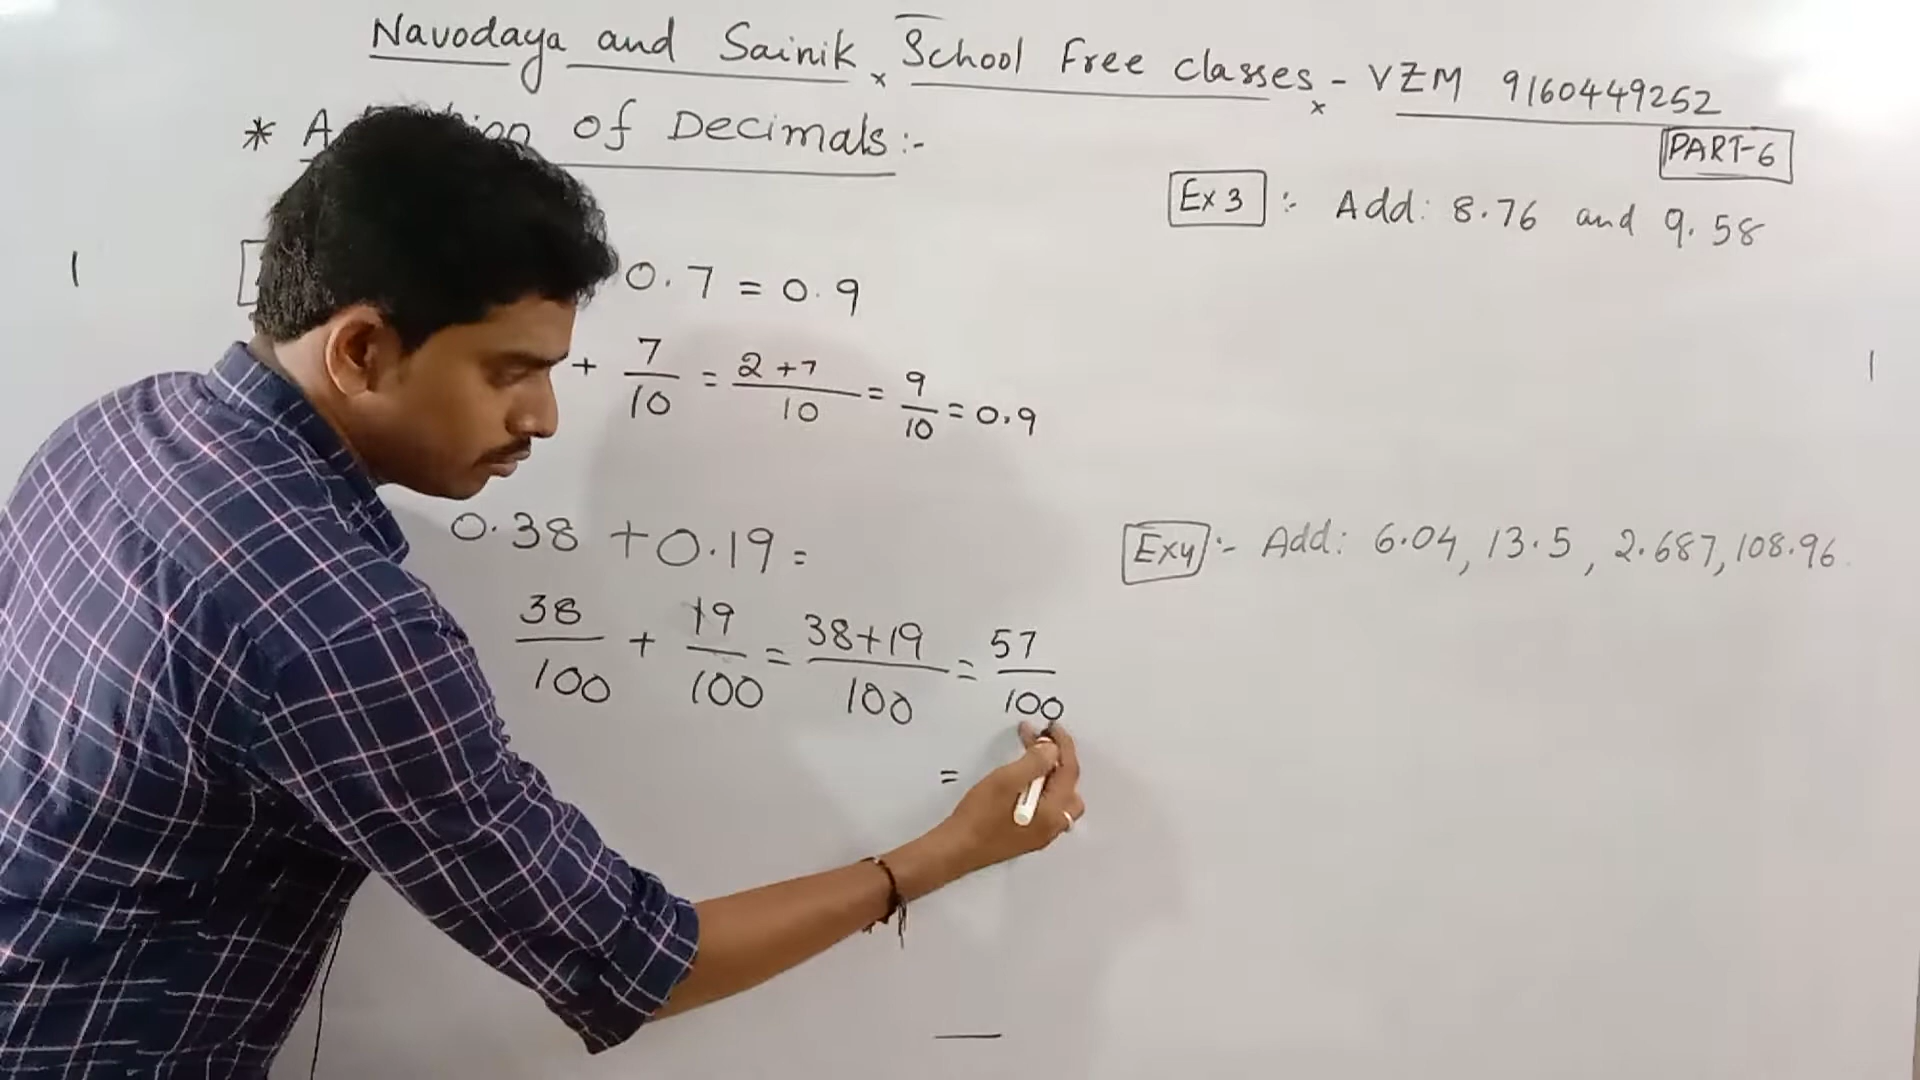 Navodaya and Sainik School Free classes - VZM 9160449252
* of Decimals:-
PART-6
Ex 3 :- Add: 8.76 and 9.58
0.7 = 0.9
+ 7/10 = 2+7/10 = 9/10 = 0.9
0.38 + 0.19 =
Ex4 :- Add: 6.04, 13.5, 2.687, 108.96
38/100 + 19/100 = 38+19/100 = 57/100
=